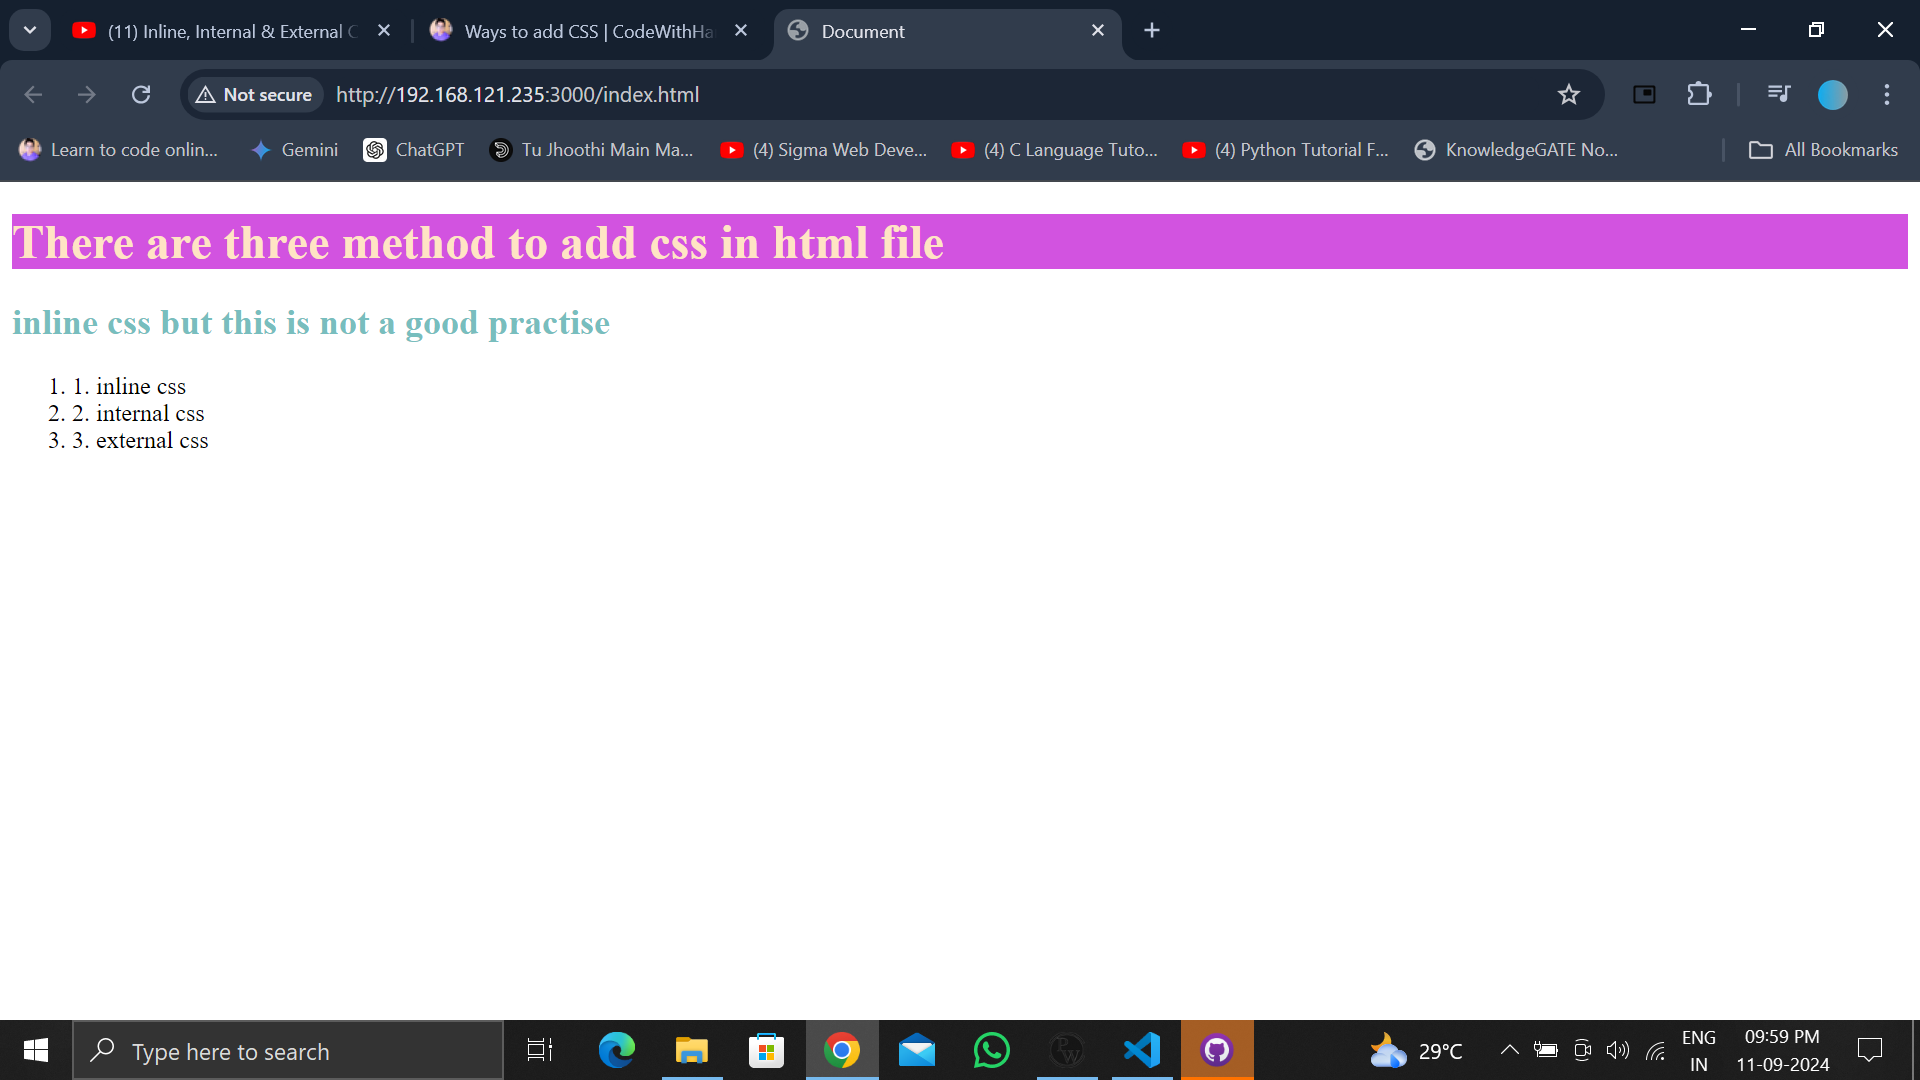 (11) Inline, Internal & External C
Ways to add CSS | CodeWithHa
Document
Not secure
http://192.168.121.235:3000/index.html
Learn to code onlin...
Gemini
ChatGPT
Tu Jhoothi Main Ma...
(4) Sigma Web Deve...
(4) C Language Tuto...
(4) Python Tutorial F...
KnowledgeGATE No...
All Bookmarks
There are three method to add css in html file
inline css but this is not a good practise
1. 1. inline css
2. 2. internal css
3. 3. external css
Type here to search
PW
29°C
ENG
IN
09:59 PM
11-09-2024